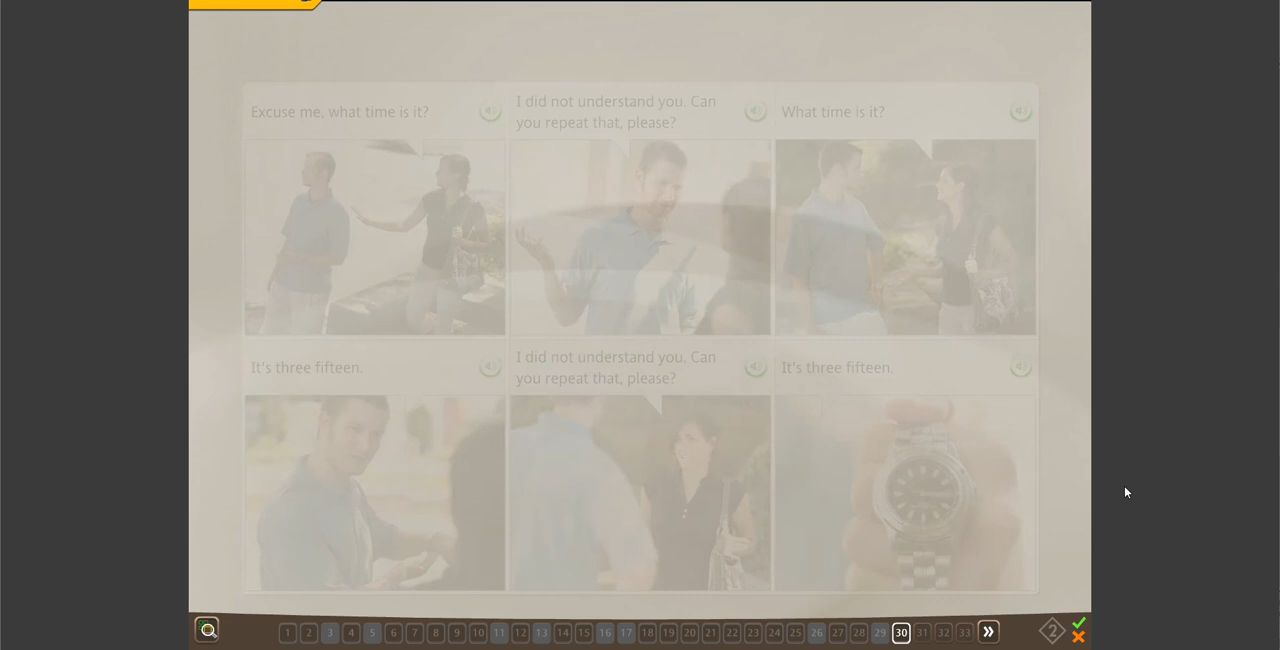 Excuse me, what time is it?
I did not understand you. Can
you repeat that, please?
What time is it?
It's three fifteen.
I did not understand you. Can
you repeat that, please?
It's three fifteen.
1 2 3 4 5 6 7 8 9 10 11 12 13 14 15 16 17 18 19 20 21 22 23 24 25 26 27 28 29 30 31 32 33 »
2